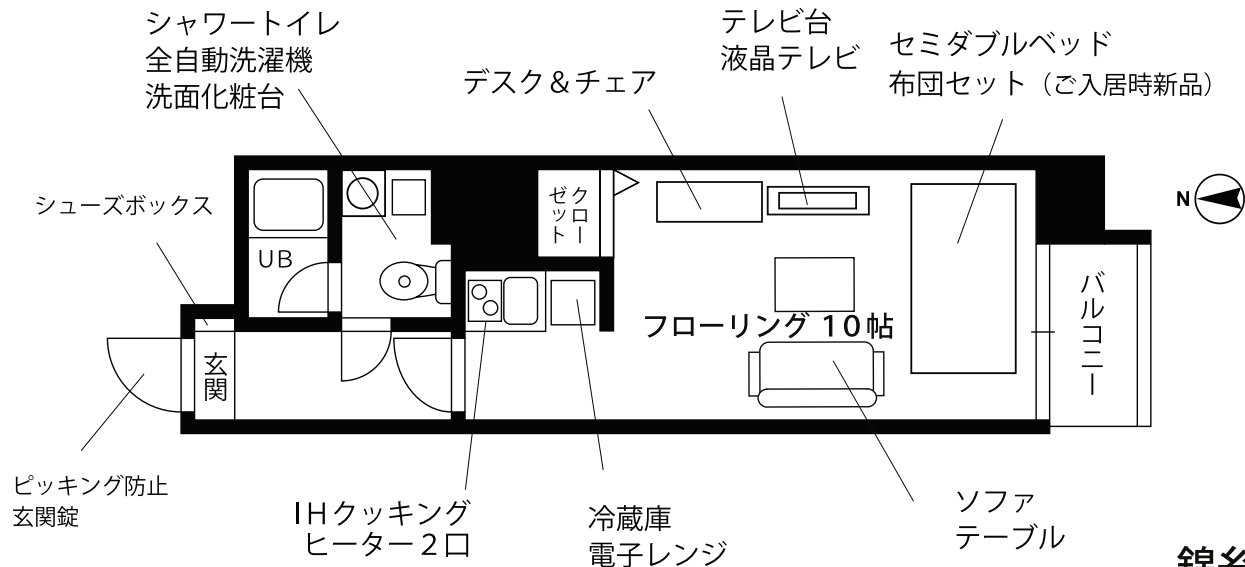 シャワートイレ
全自動洗濯機
洗面化粧台
デスク＆チェア
テレビ台
液晶テレビ
セミダブルベッド
布団セット（ご入居時新品）
シューズボックス
UB
クローゼット
N
フローリング 10帖
バルコニー
玄関
ピッキング防止
玄関錠
IHクッキング
ヒーター２口
冷蔵庫
電子レンジ
ソファ
テーブル